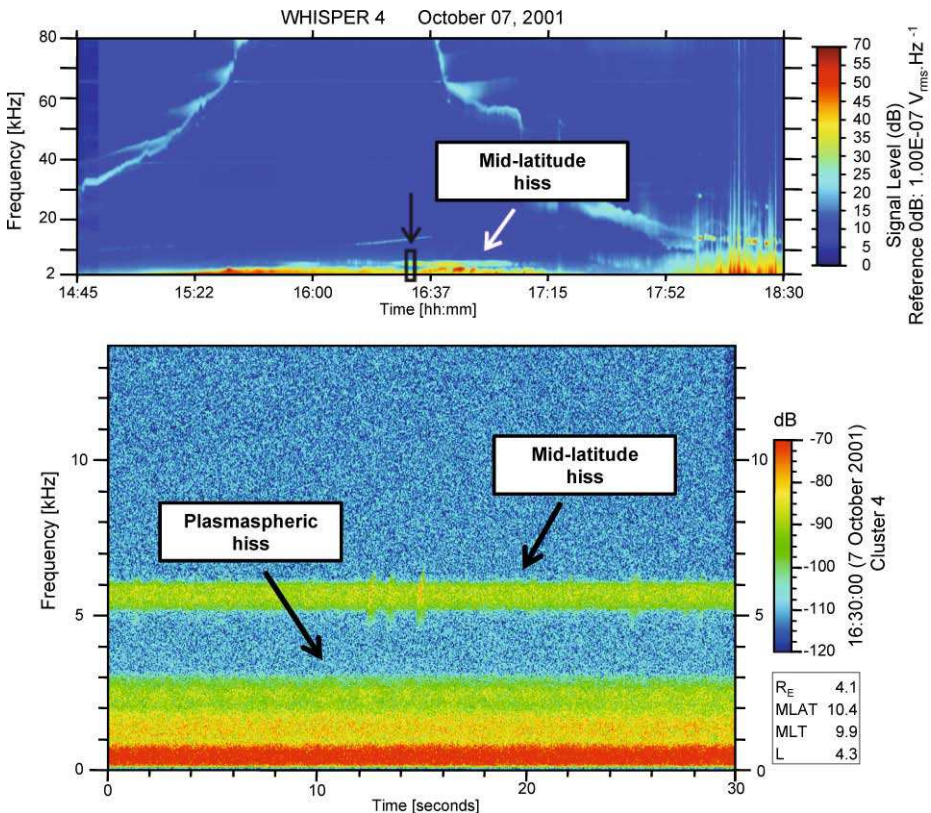 WHISPER 4 October 07, 2001
Frequency [kHz]
80
60
40
20
2
Mid-latitude
hiss
14:45 15:22 16:00 16:37 17:15 17:52 18:30
Time [hh:mm]
70
55
50
45
40
35
30
25
20
15
10
5
0
Signal Level (dB)
Reference 0dB: 1.00E-07 Vrms.Hz -1
Frequency [kHz]
10
5
0
Plasmaspheric
hiss
Mid-latitude
hiss
10
5
0
0 10 20 30
Time [seconds]
dB
-70
-80
-90
-100
-110
-120
16:30:00 (7 October 2001)
Cluster 4
RE 4.1
MLAT 10.4
MLT 9.9
L 4.3